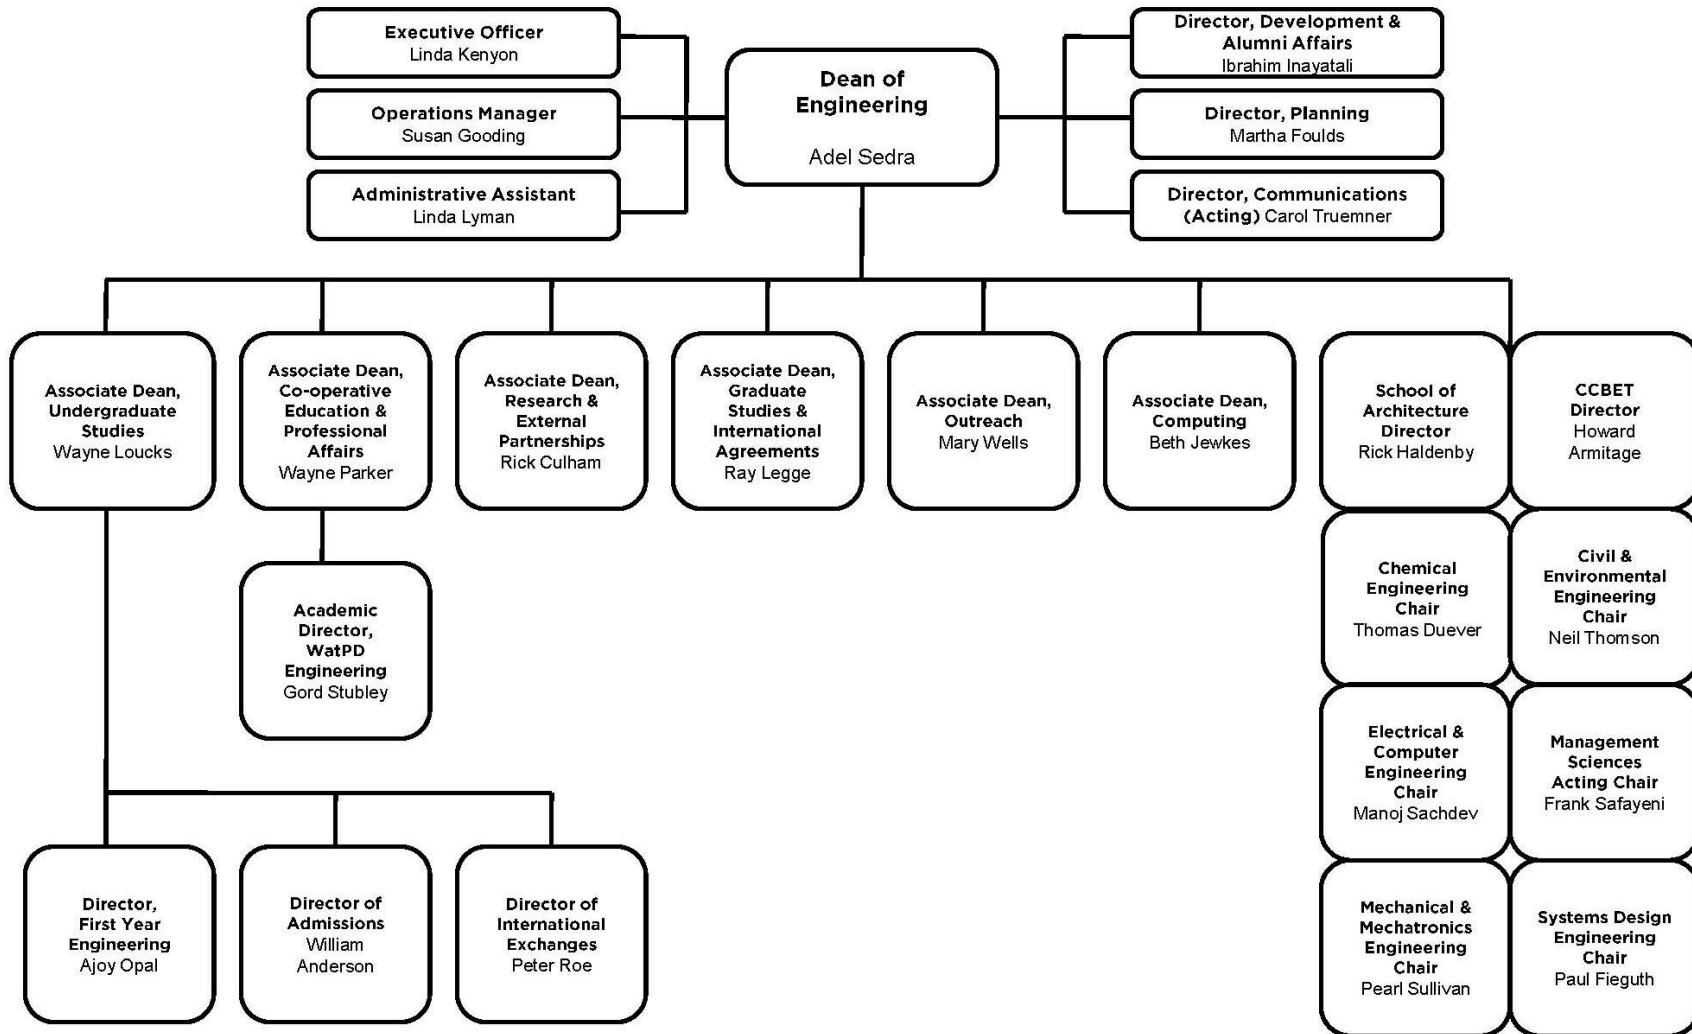 Executive Officer
Linda Kenyon
Operations Manager
Susan Gooding
Administrative Assistant
Linda Lyman
Dean of
Engineering
Adel Sedra
Director, Development &
Alumni Affairs
Ibrahim Inayatali
Director, Planning
Martha Foulds
Director, Communications
(Acting) Carol Truemner
Associate Dean,
Undergraduate
Studies
Wayne Loucks
Associate Dean,
Co-operative
Education &
Professional
Affairs
Wayne Parker
Associate Dean,
Research &
External
Partnerships
Rick Culham
Associate Dean,
Graduate
Studies &
International
Agreements
Ray Legge
Associate Dean,
Outreach
Mary Wells
Associate Dean,
Computing
Beth Jewkes
School of
Architecture
Director
Rick Haldenby
CCBET
Director
Howard
Armitage
Academic
Director,
WatPD
Engineering
Gord Stubley
Chemical
Engineering
Chair
Thomas Duever
Civil &
Environmental
Engineering
Chair
Neil Thomson
Electrical &
Computer
Engineering
Chair
Manoj Sachdev
Management
Sciences
Acting Chair
Frank Safayeni
Director,
First Year
Engineering
Ajoy Opal
Director of
Admissions
William
Anderson
Director of
International
Exchanges
Peter Roe
Mechanical &
Mechatronics
Engineering
Chair
Pearl Sullivan
Systems Design
Engineering
Chair
Paul Fieguth